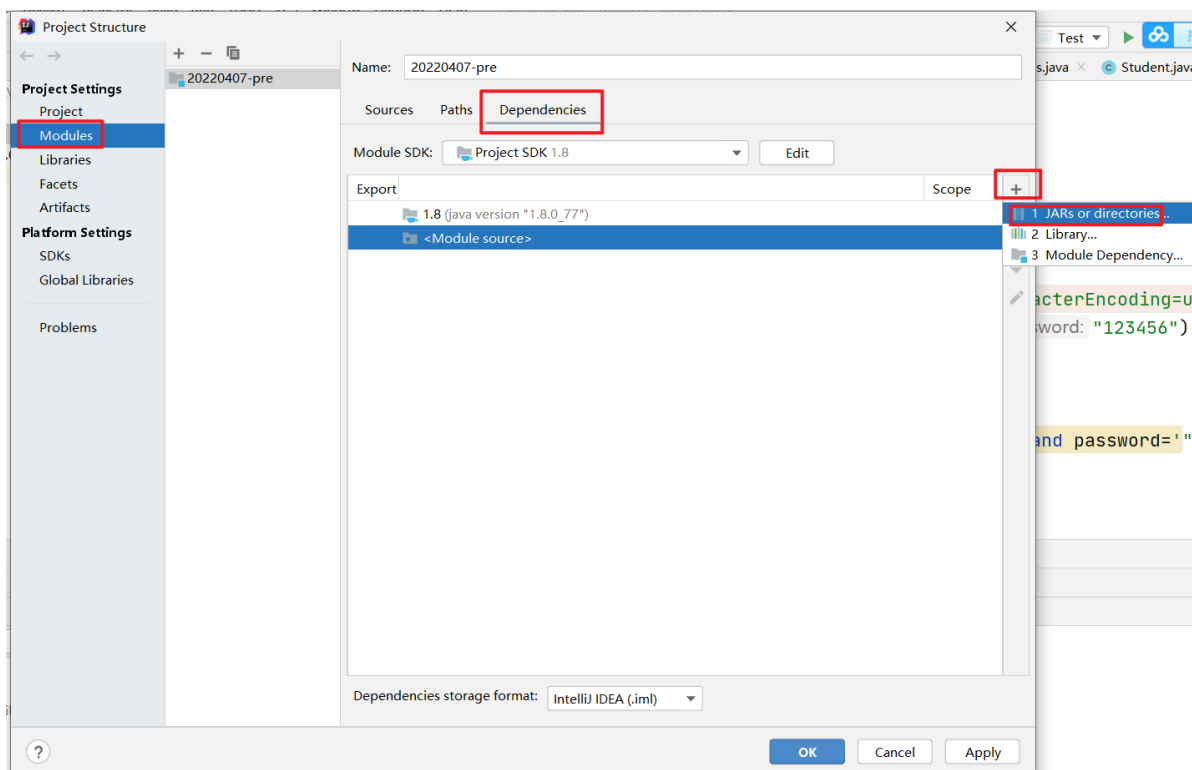 Project Structure
Test
s.java
Student.java
Project Settings
Project
Modules
Libraries
Facets
Artifacts
Platform Settings
SDKs
Global Libraries
Problems
20220407-pre
Name: 20220407-pre
Sources Paths Dependencies
Module SDK: Project SDK 1.8 Edit
Export Scope
1.8 (java version "1.8.0_77")
<Module source>
1 JARs or directories...
2 Library...
3 Module Dependency...
acterEncoding=u
sword: "123456")
and password='"
Dependencies storage format: IntelliJ IDEA (.iml)
? OK Cancel Apply